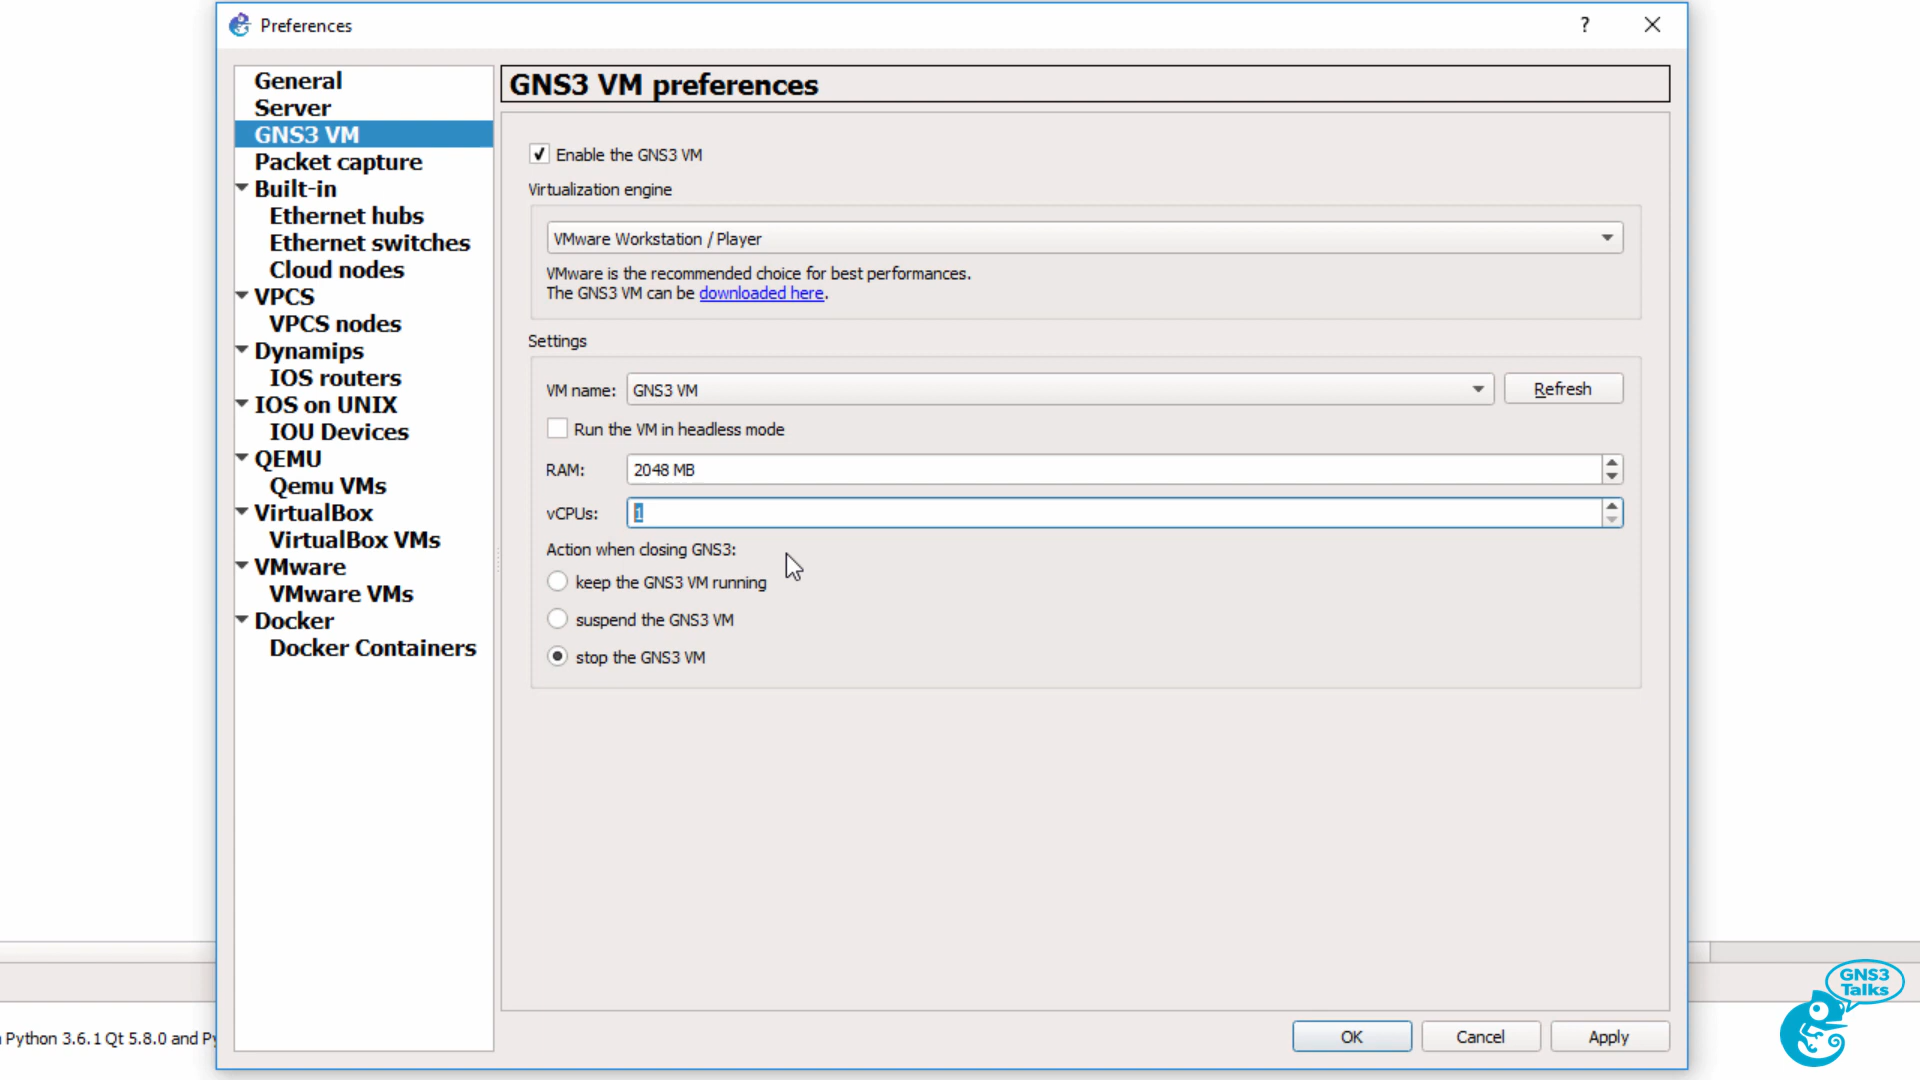 Preferences
?
General
Server
GNS3 VM
Packet capture
Built-in
Ethernet hubs
Ethernet switches
Cloud nodes
VPCS
VPCS nodes
Dynamips
IOS routers
IOS on UNIX
IOU Devices
QEMU
Qemu VMs
VirtualBox
VirtualBox VMs
VMware
VMware VMs
Docker
Docker Containers
GNS3 VM preferences
Enable the GNS3 VM
Virtualization engine
VMware Workstation / Player
VMware is the recommended choice for best performances.
The GNS3 VM can be downloaded here.
Settings
VM name: GNS3 VM Refresh
Run the VM in headless mode
RAM: 2048 MB
vCPUs: 1
Action when closing GNS3:
keep the GNS3 VM running
suspend the GNS3 VM
stop the GNS3 VM
OK Cancel Apply
Python 3.6.1 Qt 5.8.0 and
GNS3
Talks